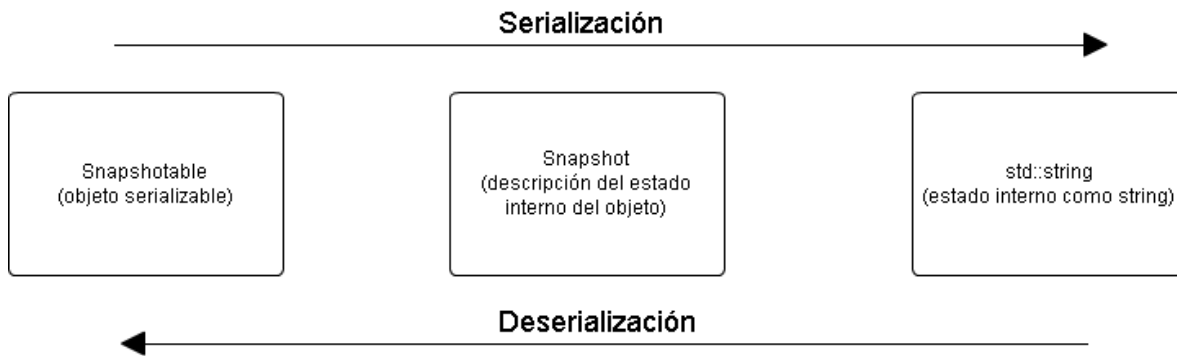 Serialización
Snapshotable
(objeto serializable)
Snapshot
(descripción del estado
interno del objeto)
std::string
(estado interno como string)
Deserialización